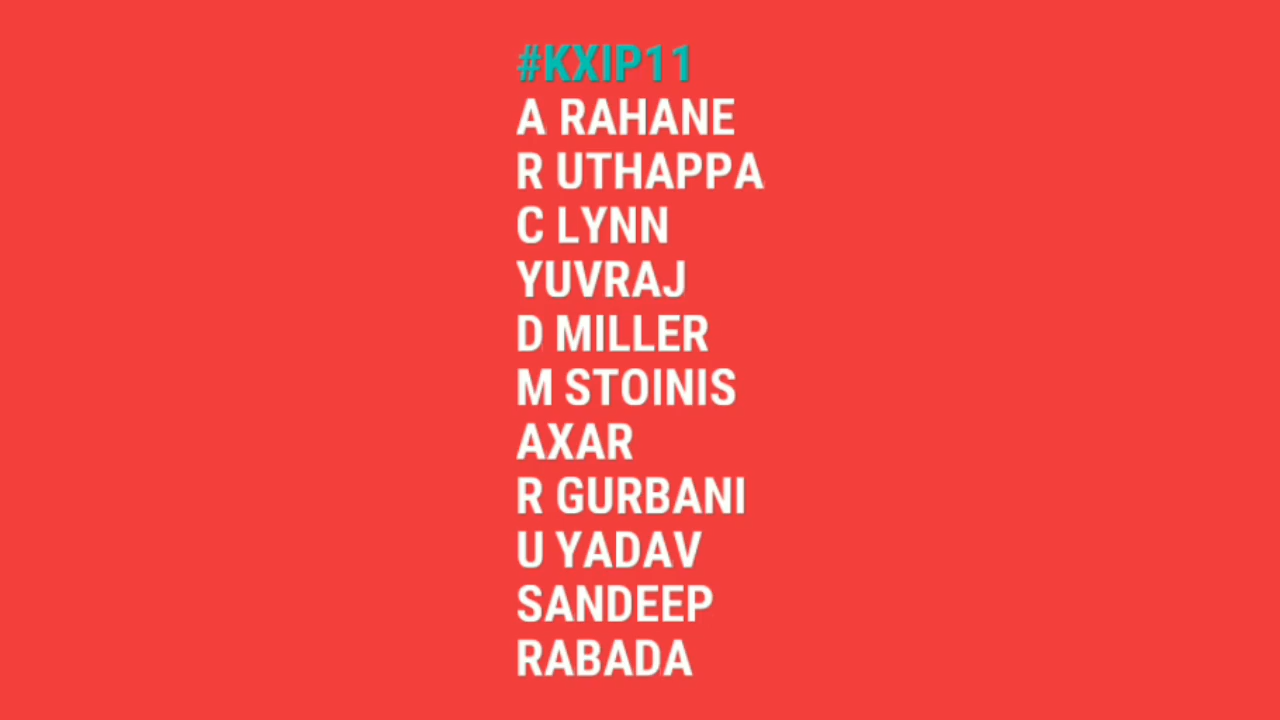 #KXIP11
A RAHANE
R UTHAPPA
C LYNN
YUVRAJ
D MILLER
M STOINIS
AXAR
R GURBANI
U YADAV
SANDEEP
RABADA